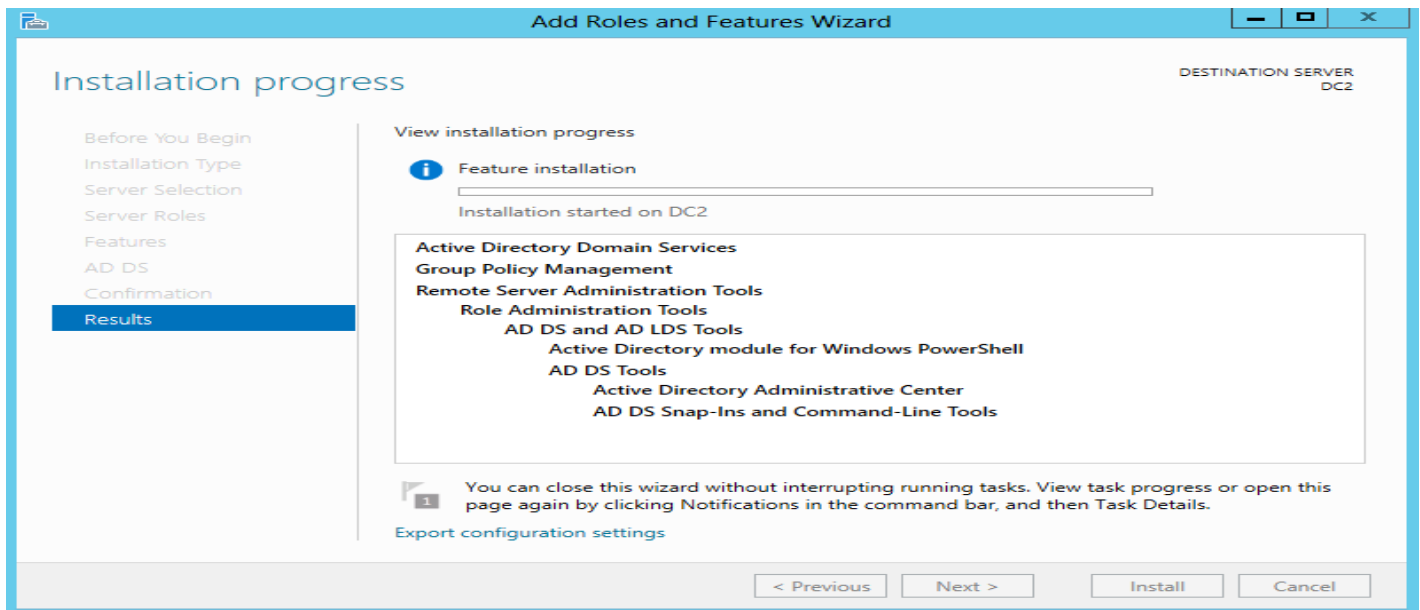 Add Roles and Features Wizard
Installation progress
DESTINATION SERVER
DC2
Before You Begin
Installation Type
Server Selection
Server Roles
Features
AD DS
Confirmation
Results
View installation progress
Feature installation
Installation started on DC2
Active Directory Domain Services
Group Policy Management
Remote Server Administration Tools
Role Administration Tools
AD DS and AD LDS Tools
Active Directory module for Windows PowerShell
AD DS Tools
Active Directory Administrative Center
AD DS Snap-Ins and Command-Line Tools
1
You can close this wizard without interrupting running tasks. View task progress or open this
page again by clicking Notifications in the command bar, and then Task Details.
Export configuration settings
< Previous
Next >
Install
Cancel